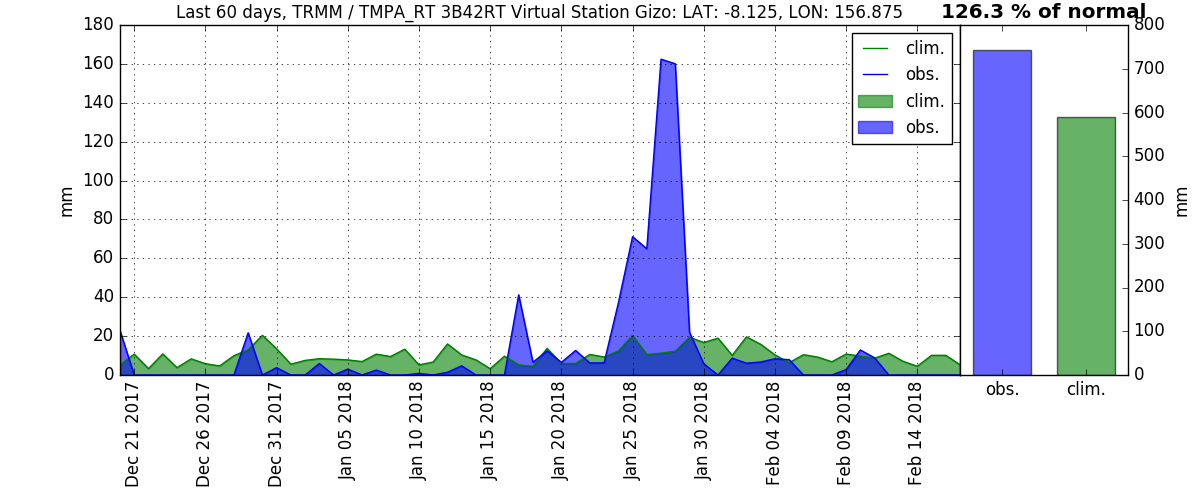 Last 60 days, TRMM / TMPA_RT 3B42RT Virtual Station Gizo: LAT: -8.125, LON: 156.875
126.3 % of normal
180
160
140
120
100
80
60
40
20
0
mm
clim.
obs.
clim.
obs.
Dec 21 2017
Dec 26 2017
Dec 31 2017
Jan 05 2018
Jan 10 2018
Jan 15 2018
Jan 20 2018
Jan 25 2018
Jan 30 2018
Feb 04 2018
Feb 09 2018
Feb 14 2018
800
700
600
500
400
300
200
100
0
mm
obs.
clim.